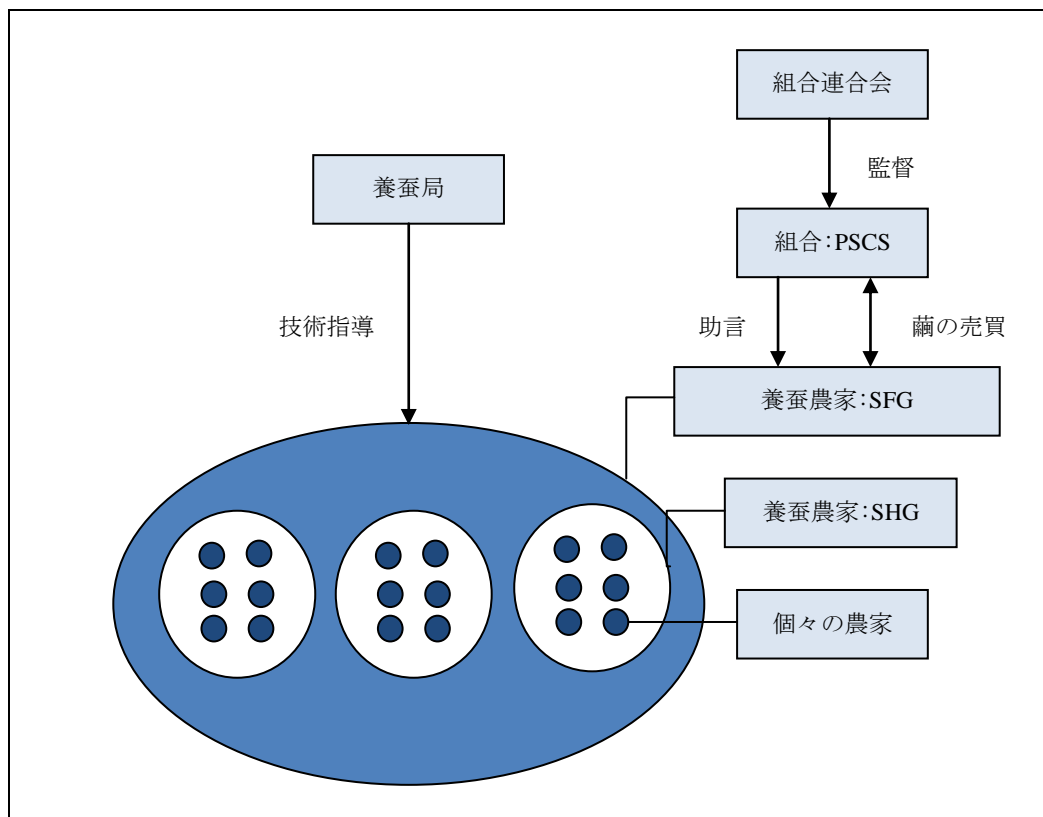 組合連合会
監督
養蚕局
組合:PSCS
技術指導
助言
繭の売買
養蚕農家:SFG
養蚕農家:SHG
個々の農家